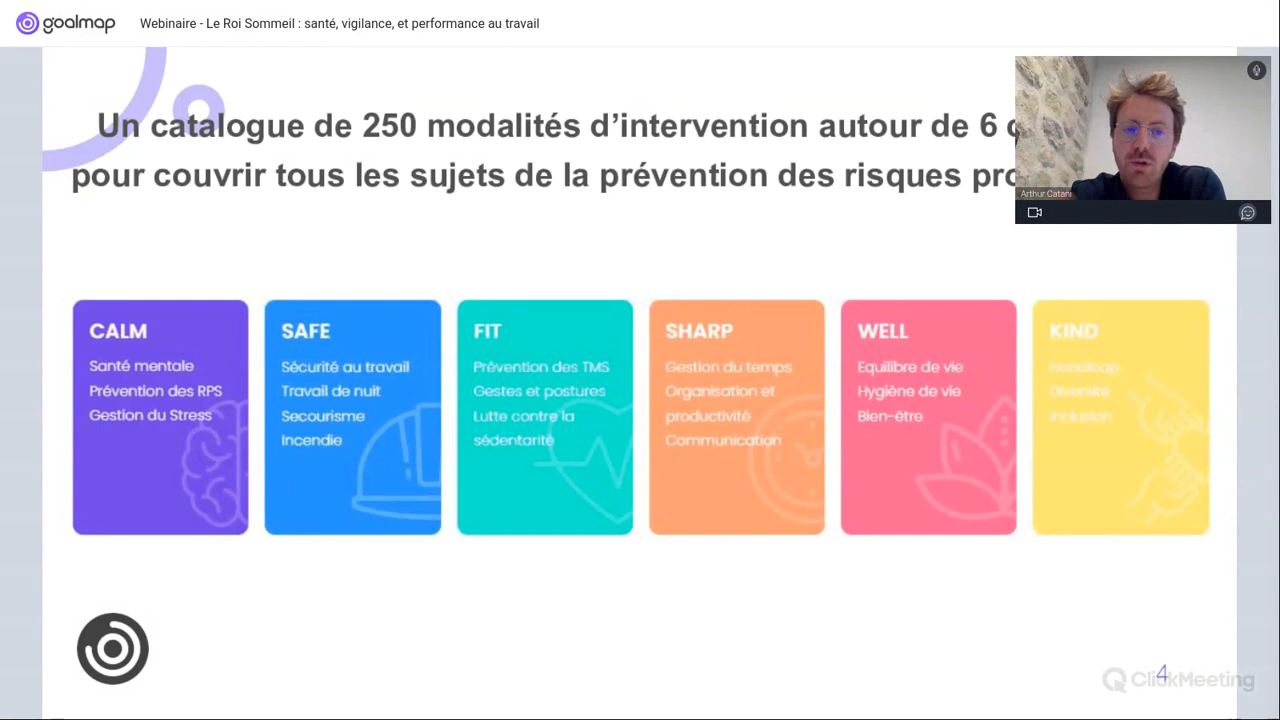 goalmap
Webinaire - Le Roi Sommeil : santé, vigilance, et performance au travail
Un catalogue de 250 modalités d’intervention autour de 6
pour couvrir tous les sujets de la prévention des risques
Arthur Catani
CALM
Santé mentale
Prévention des RPS
Gestion du Stress
SAFE
Sécurité au travail
Travail de nuit
Secourisme
Incendie
FIT
Prévention des TMS
Gestes et postures
Lutte contre la
sédentarité
SHARP
Gestion du temps
Organisation et
productivité
Communication
WELL
Equilibre de vie
Hygiène de vie
Bien-être
KIND
Handicap
Diversité
Inclusion
4
ClickMeeting